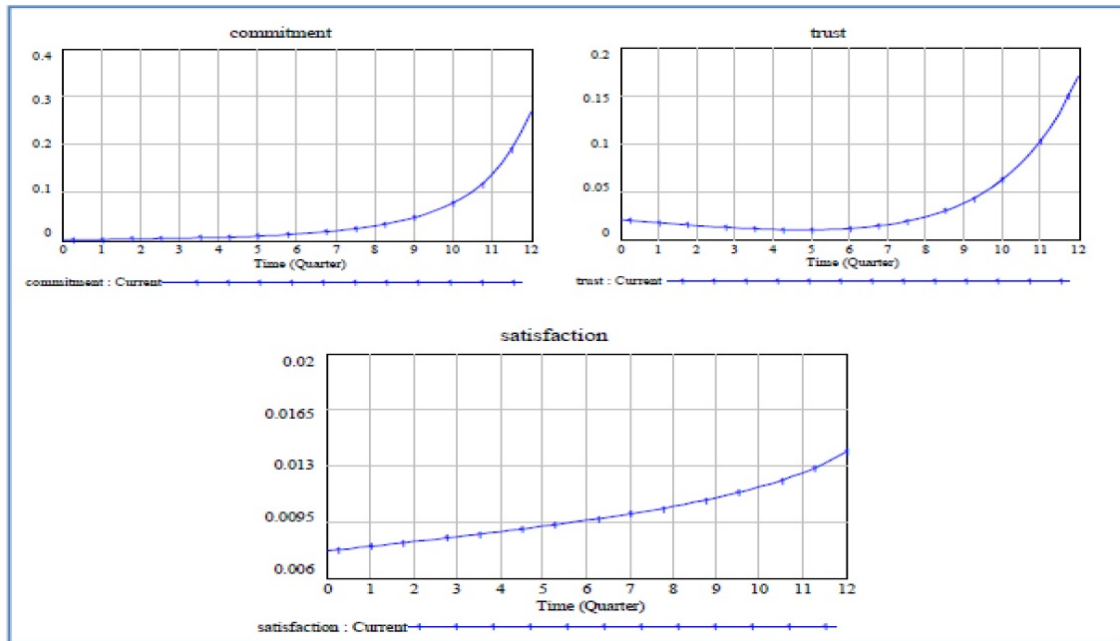 commitment
0.4
0.3
0.2
0.1
0
0 1 2 3 4 5 6 7 8 9 10 11 12
Time (Quarter)
commitment : Current
trust
0.2
0.15
0.1
0.05
0
0 1 2 3 4 5 6 7 8 9 10 11 12
Time (Quarter)
trust : Current
satisfaction
0.02
0.0165
0.013
0.0095
0.006
0 1 2 3 4 5 6 7 8 9 10 11 12
Time (Quarter)
satisfaction : Current